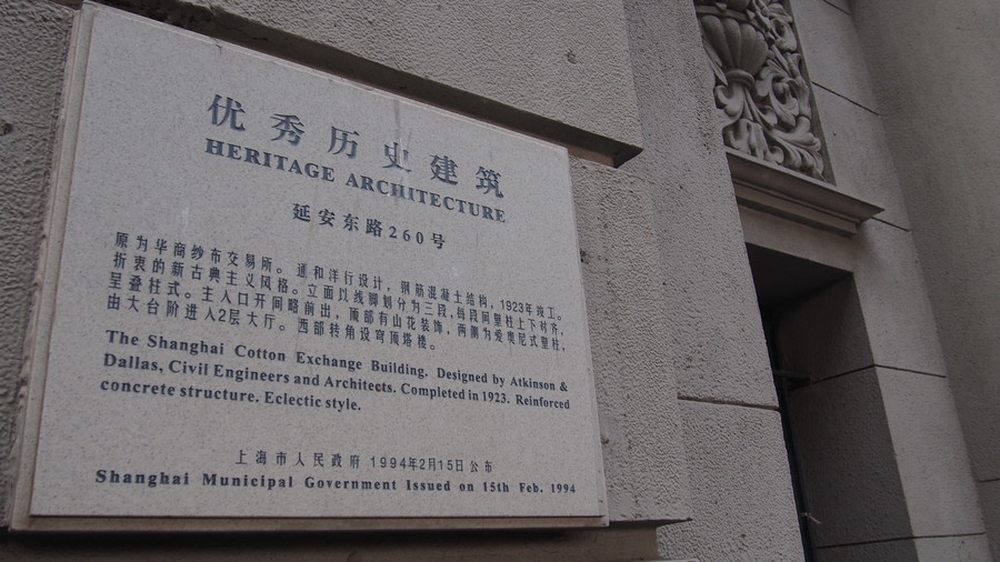 优秀历史建筑
HERITAGE ARCHITECTURE
延安东路260号
原为华商纱布交易所。通和洋行设计，钢筋混凝土结构，1923年竣工。
折衷的新古典主义风格。立面以线脚划分为三段，每段间壁柱上下对齐，
呈叠柱式。主入口开间略前出，顶部有山花装饰，两侧为爱奥尼式壁柱，
由大台阶进入2层大厅。西部转角设穹顶塔楼。
The Shanghai Cotton Exchange Building. Designed by Atkinson &
Dallas, Civil Engineers and Architects. Completed in 1923. Reinforced
concrete structure. Eclectic style.
上海市人民政府 1994年2月15日公布
Shanghai Municipal Government Issued on 15th Feb. 1994